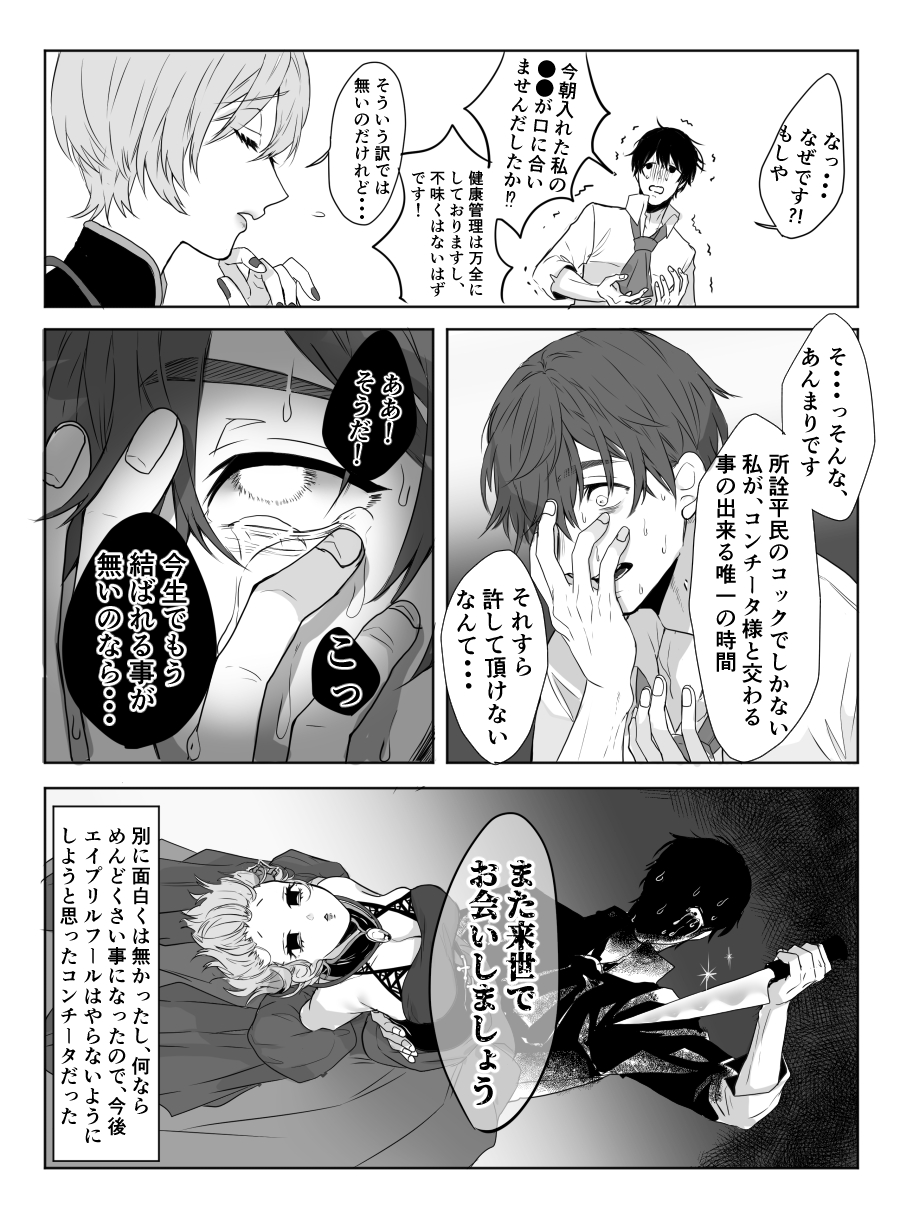 なっ・・・
なぜです?!
もしや
今朝入れた私の
●●が口に合い
ませんだしたか!?
健康管理は万全に
しておりますし、
不味くはないはず
です!
そういう訳では
無いのだけれど・・・
そ・・・っそんな、
あんまりです
所詮平民のコックでしかない
私が、コンチータ様と交わる
事の出来る唯一の時間
それすら
許して頂けない
なんて・・・
ああ!
そうだ!
こっ
今生でもう
結ばれる事が
無いのなら・・・
また来世で
お会いしましょう
別に面白くは無かったし、何なら
めんどくさい事になったので、今後
エイプリルフールはやらないように
しようと思ったコンチータだった